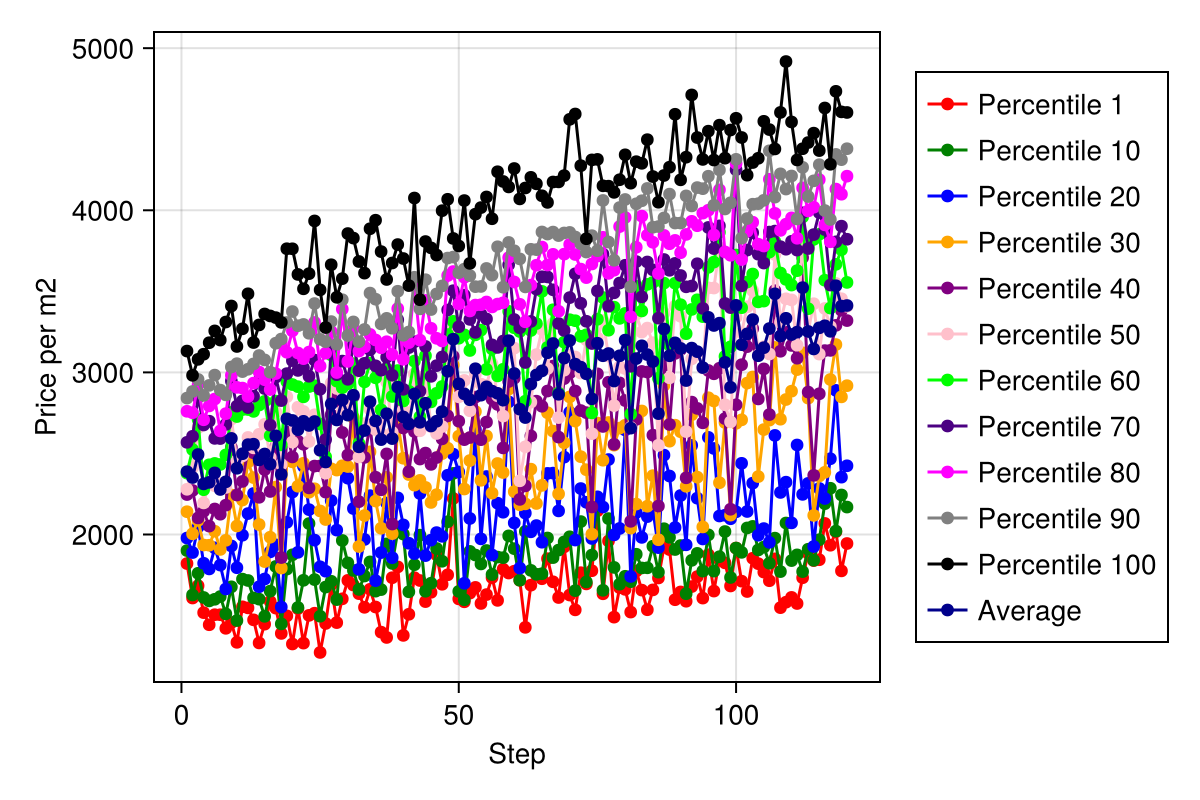 5000
4000
3000
2000
Price per m2
0
50
100
Step
Percentile 1
Percentile 10
Percentile 20
Percentile 30
Percentile 40
Percentile 50
Percentile 60
Percentile 70
Percentile 80
Percentile 90
Percentile 100
Average